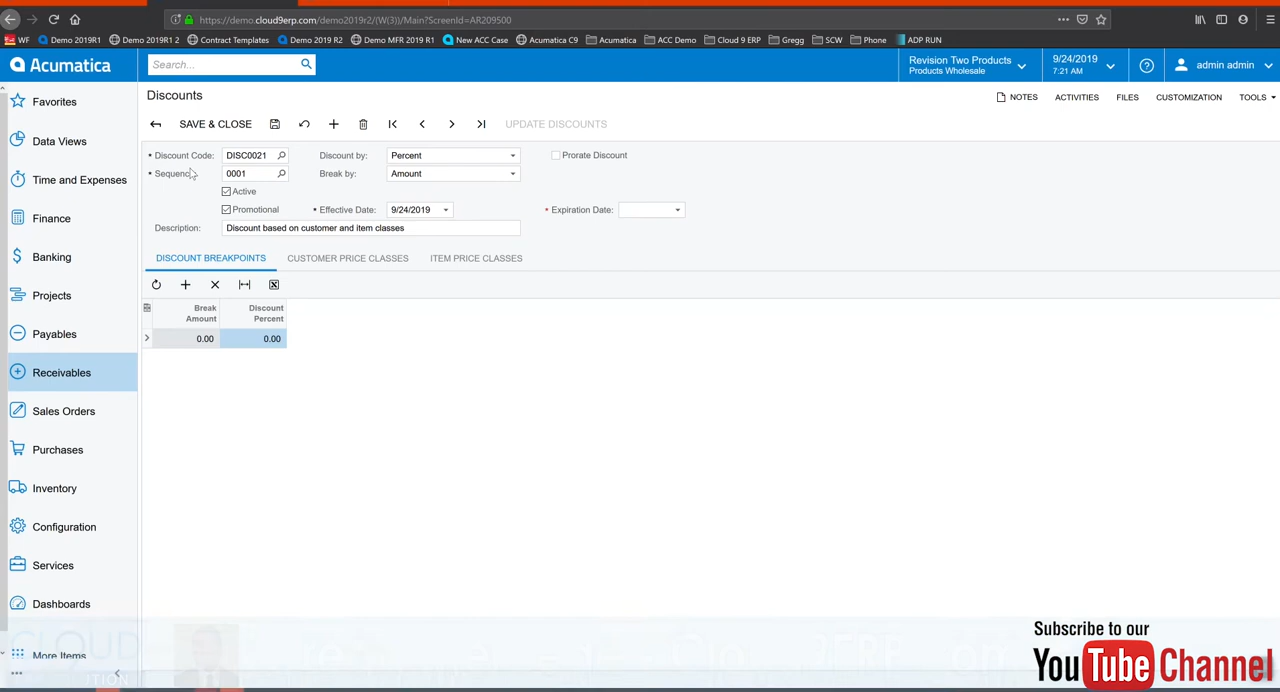 https://demo.cloud9erp.com/demo2019r2/(W(3))/Main?ScreenId=AR209500
WF Demo 2019R1 Demo 2019R1 2 Contract Templates Demo 2019 R2 Demo MFR 2019 R1 New ACC Case Acumatica C9 Acumatica ACC Demo Cloud 9 ERP Gregg SCW Phone ADP RUN
Acumatica Search... Revision Two Products Products Wholesale 9/24/2019 7:21 AM admin admin
Discounts NOTES ACTIVITIES FILES CUSTOMIZATION TOOLS
SAVE & CLOSE UPDATE DISCOUNTS
Discount Code: DISC0021 Discount by: Percent Prorate Discount
Sequenc 0001 Break by: Amount
Active
Promotional Effective Date: 9/24/2019 Expiration Date:
Description: Discount based on customer and item classes
DISCOUNT BREAKPOINTS CUSTOMER PRICE CLASSES ITEM PRICE CLASSES
Break Amount Discount Percent
0.00 0.00
Favorites
Data Views
Time and Expenses
Finance
Banking
Projects
Payables
Receivables
Sales Orders
Purchases
Inventory
Configuration
Services
Dashboards
More Items
Subscribe to our
YouTube Channel